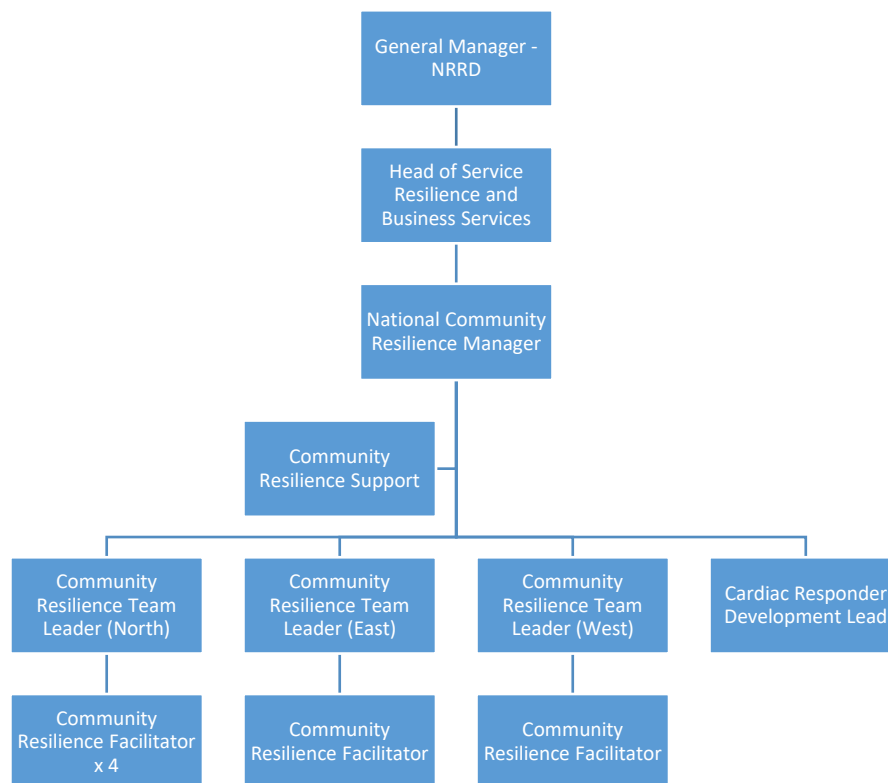 General Manager -
NRRD
Head of Service
Resilience and
Business Services
National Community
Resilience Manager
Community
Resilience Support
Community
Resilience Team
Leader (North)
Community
Resilience Team
Leader (East)
Community
Resilience Team
Leader (West)
Cardiac Responder
Development Lead
Community
Resilience Facilitator
x 4
Community
Resilience Facilitator
Community
Resilience Facilitator